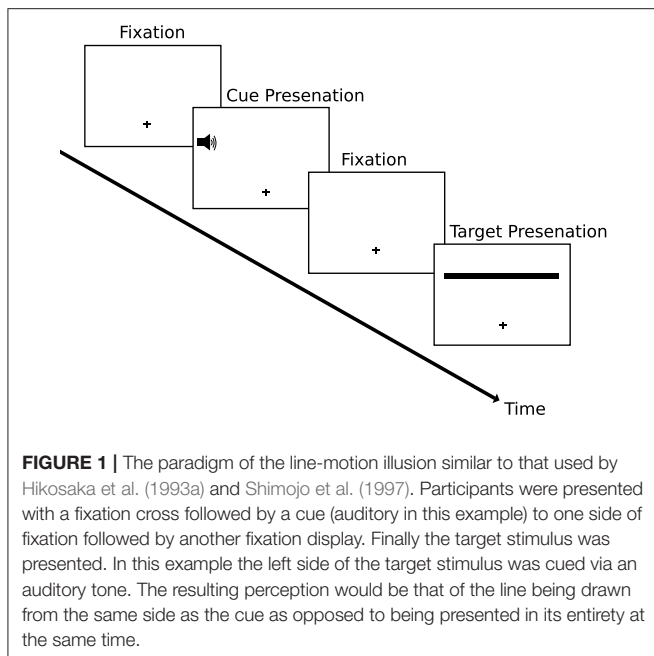 Fixation
Cue Presenation
Fixation
Target Presenation
Time
FIGURE 1 | The paradigm of the line-motion illusion similar to that used by
Hikosaka et al. (1993a) and Shimojo et al. (1997). Participants were presented
with a fixation cross followed by a cue (auditory in this example) to one side of
fixation followed by another fixation display. Finally the target stimulus was
presented. In this example the left side of the target stimulus was cued via an
auditory tone. The resulting perception would be that of the line being drawn
from the same side as the cue as opposed to being presented in its entirety at
the same time.